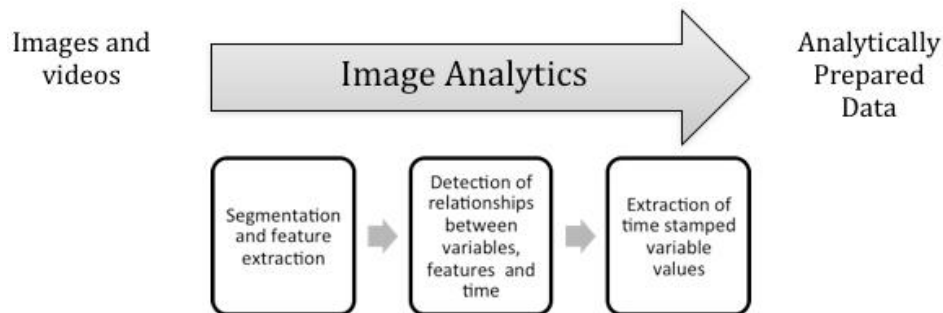 Images and
videos
Image Analytics
Analytically
Prepared
Data
Segmentation
and feature
extraction
Detection of
relationships
between
variables,
features and
time
Extraction of
time stamped
variable
values